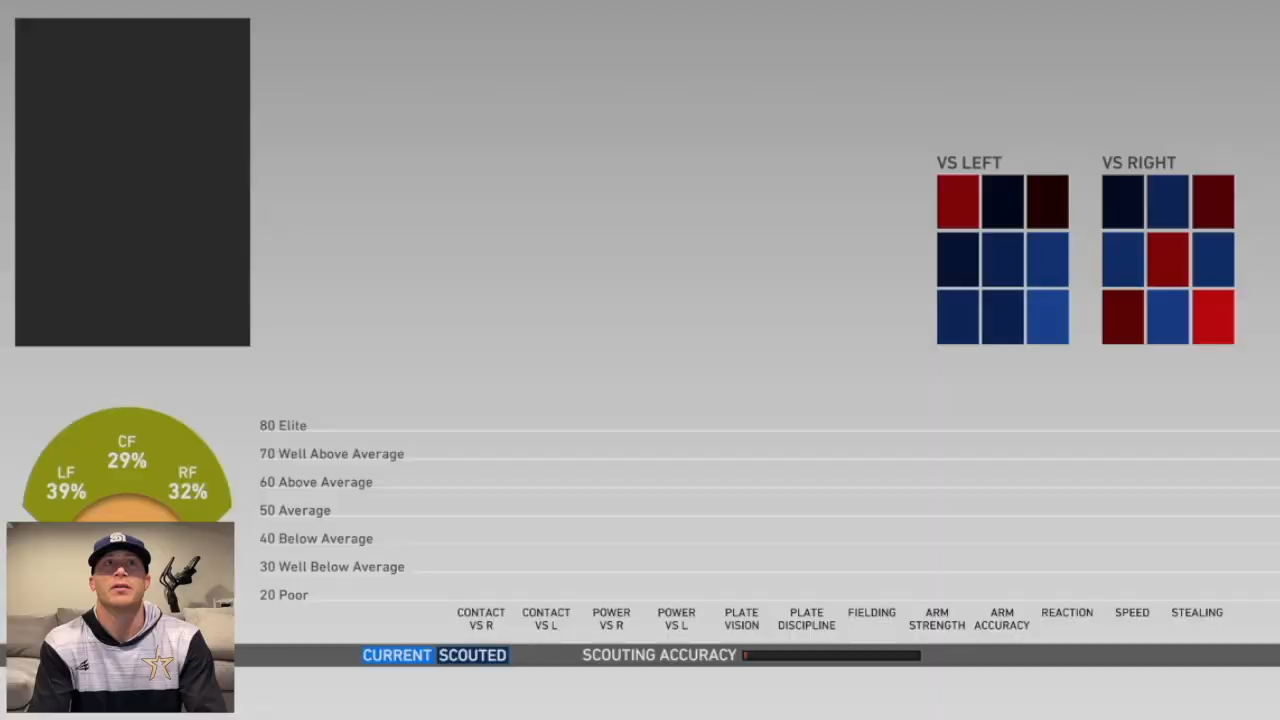 VS LEFT
VS RIGHT
CF
29%
LF
39%
RF
32%
80 Elite
70 Well Above Average
60 Above Average
50 Average
40 Below Average
30 Well Below Average
20 Poor
CONTACT VS R
CONTACT VS L
POWER VS R
POWER VS L
PLATE VISION
PLATE DISCIPLINE
FIELDING
ARM STRENGTH
ARM ACCURACY
REACTION
SPEED
STEALING
CURRENT SCOUTED
SCOUTING ACCURACY